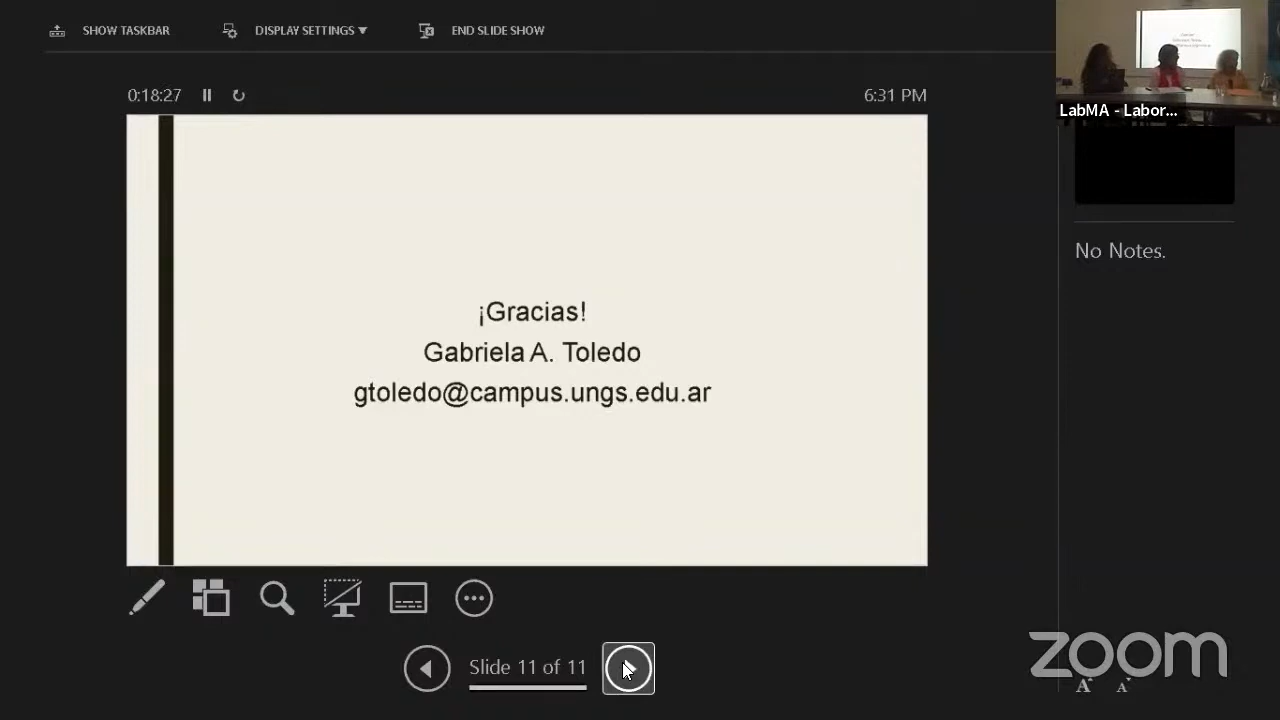 SHOW TASKBAR
DISPLAY SETTINGS
END SLIDE SHOW
0:18:27
6:31 PM
LabMA - Labor...
No Notes.
¡Gracias!
Gabriela A. Toledo
gtoledo@campus.ungs.edu.ar
Slide 11 of 11
zoom
A A